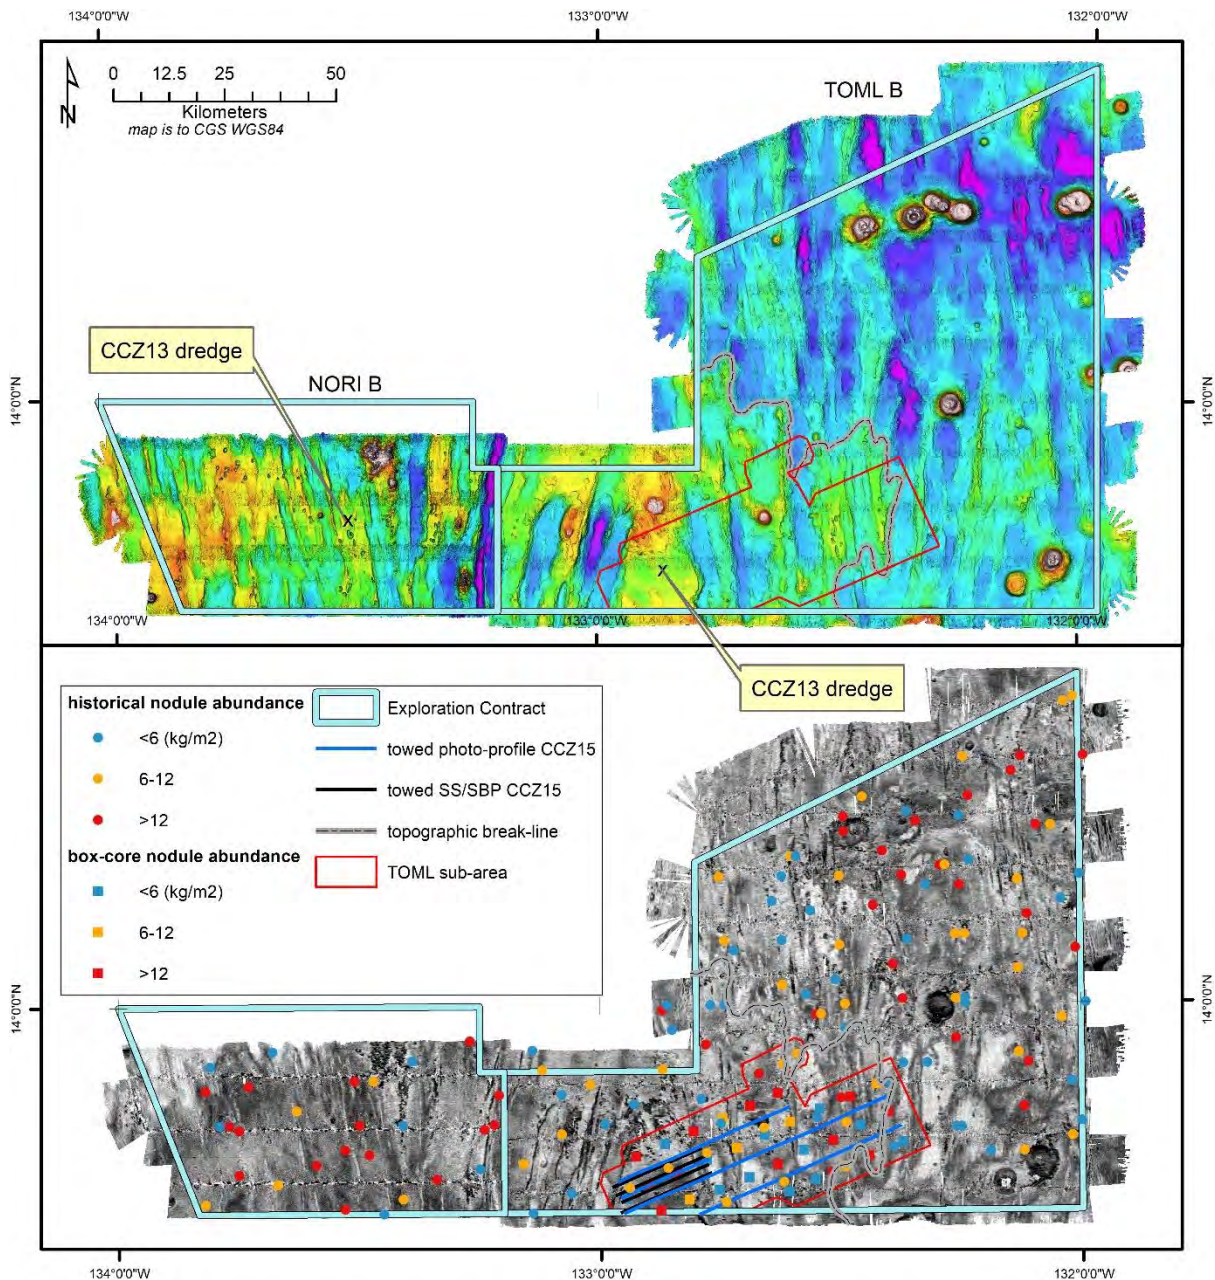 134°0'0"W
133°0'0"W
132°0'0"W
0 12.5 25 50
Kilometers
map is to CGS WGS84
N
TOML B
CCZ13 dredge
NORI B
14°0'0"N
14°0'0"N
134°0'0"W
133°0'0"W
132°0'0"W
CCZ13 dredge
historical nodule abundance
<6 (kg/m2)
6-12
>12
box-core nodule abundance
<6 (kg/m2)
6-12
>12
Exploration Contract
towed photo-profile CCZ15
towed SS/SBP CCZ15
topographic break-line
TOML sub-area
14°0'0"N
14°0'0"N
134°0'0"W
133°0'0"W
132°0'0"W